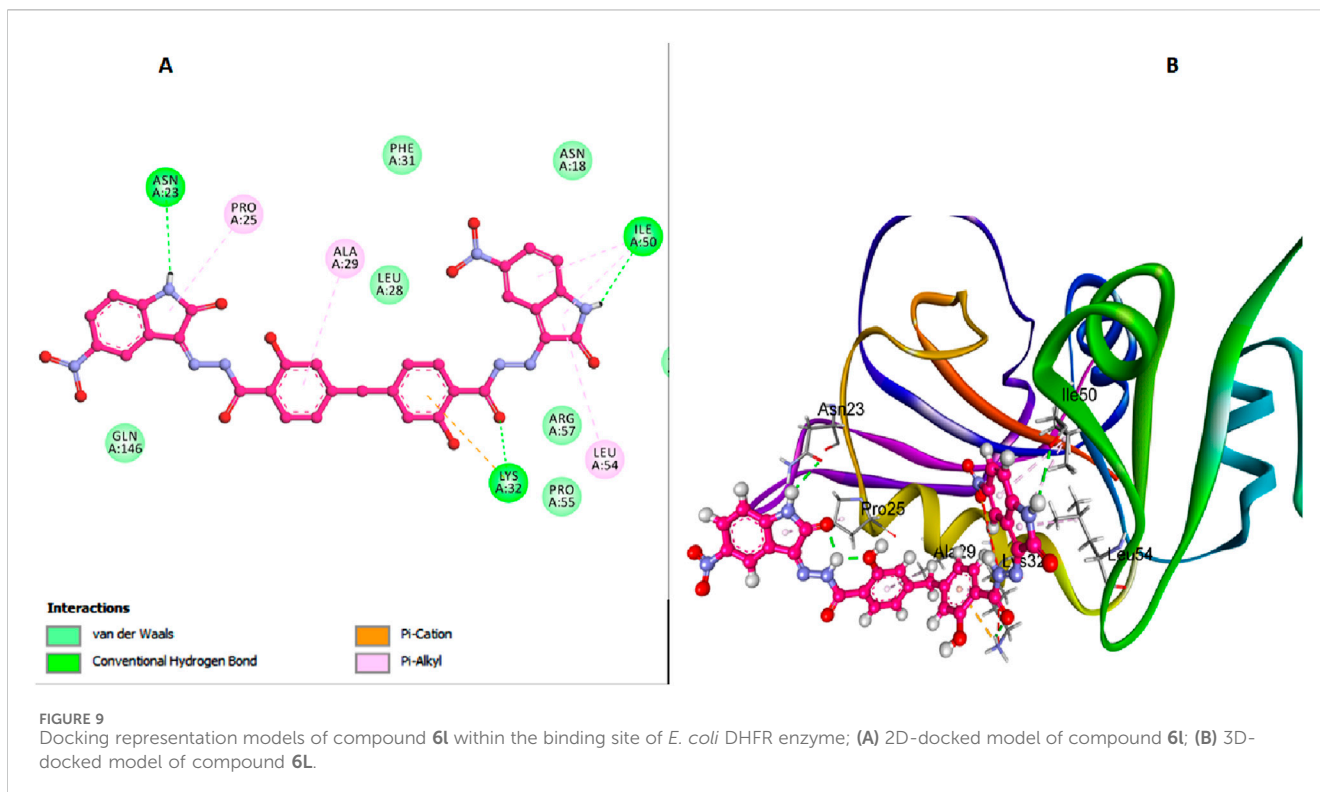 A
B
PHE
A:31
ASN
A:18
ASN
A:23
PRO
A:25
ILE
A:50
ALA
A:29
LEU
A:28
GLN
A:146
ARG
A:57
LEU
A:54
LYS
A:32
PRO
A:55
Interactions
van der Waals
Conventional Hydrogen Bond
Pi-Cation
Pi-Alkyl
Ile50
Asn23
Pro25
Ala29
Lys32
Leu54
FIGURE 9
Docking representation models of compound 6l within the binding site of E. coli DHFR enzyme; (A) 2D-docked model of compound 6l; (B) 3D-
docked model of compound 6L.